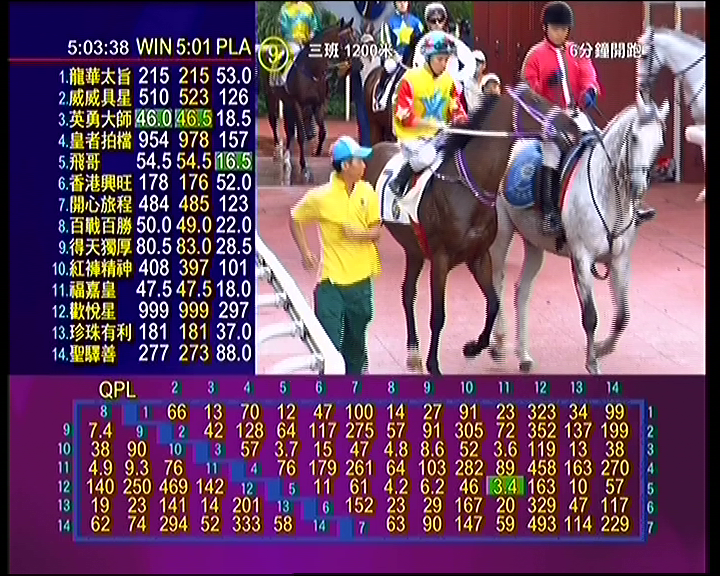 5:03:38 WIN 5:01 PLA
9 三班 1200米 6分鐘開跑
1.龍華太旨 215 215 53.0
2.威威具星 510 523 126
3.英勇大師 46.0 46.5 18.5
4.皇者拍檔 954 978 157
5.飛哥 54.5 54.5 16.5
6.香港興旺 178 176 52.0
7.開心旅程 484 485 123
8.百戰百勝 50.0 49.0 22.0
9.得天獨厚 80.5 83.0 28.5
10.紅褲精神 408 397 101
11.福嘉皇 47.5 47.5 18.0
12.歡悅星 999 999 297
13.珍珠有利 181 181 37.0
14.聖驛善 277 273 88.0
QPL 2 3 4 5 6 7 8 9 10 11 12 13 14
8 1 66 13 70 12 47 100 14 27 91 23 323 34 99 1
9 7.4 9 2 42 128 64 117 275 57 91 305 72 352 137 199 2
10 38 90 10 3 57 3.7 15 47 4.8 8.6 52 3.6 119 13 38 3
11 4.9 9.3 76 11 4 76 179 261 64 103 282 89 458 163 270 4
12 140 250 469 142 12 5 11 61 4.2 6.2 46 3.4 163 10 57 5
13 19 23 141 14 201 13 6 152 23 29 167 20 329 47 117 6
14 62 74 294 52 333 58 14 7 63 90 147 59 493 114 229 7